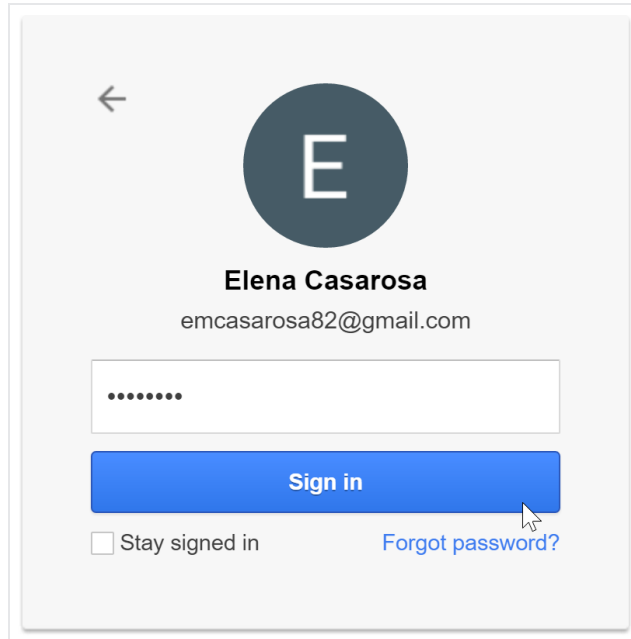 E
Elena Casarosa
emcasarosa82@gmail.com
••••••••
Sign in
Stay signed in Forgot password?